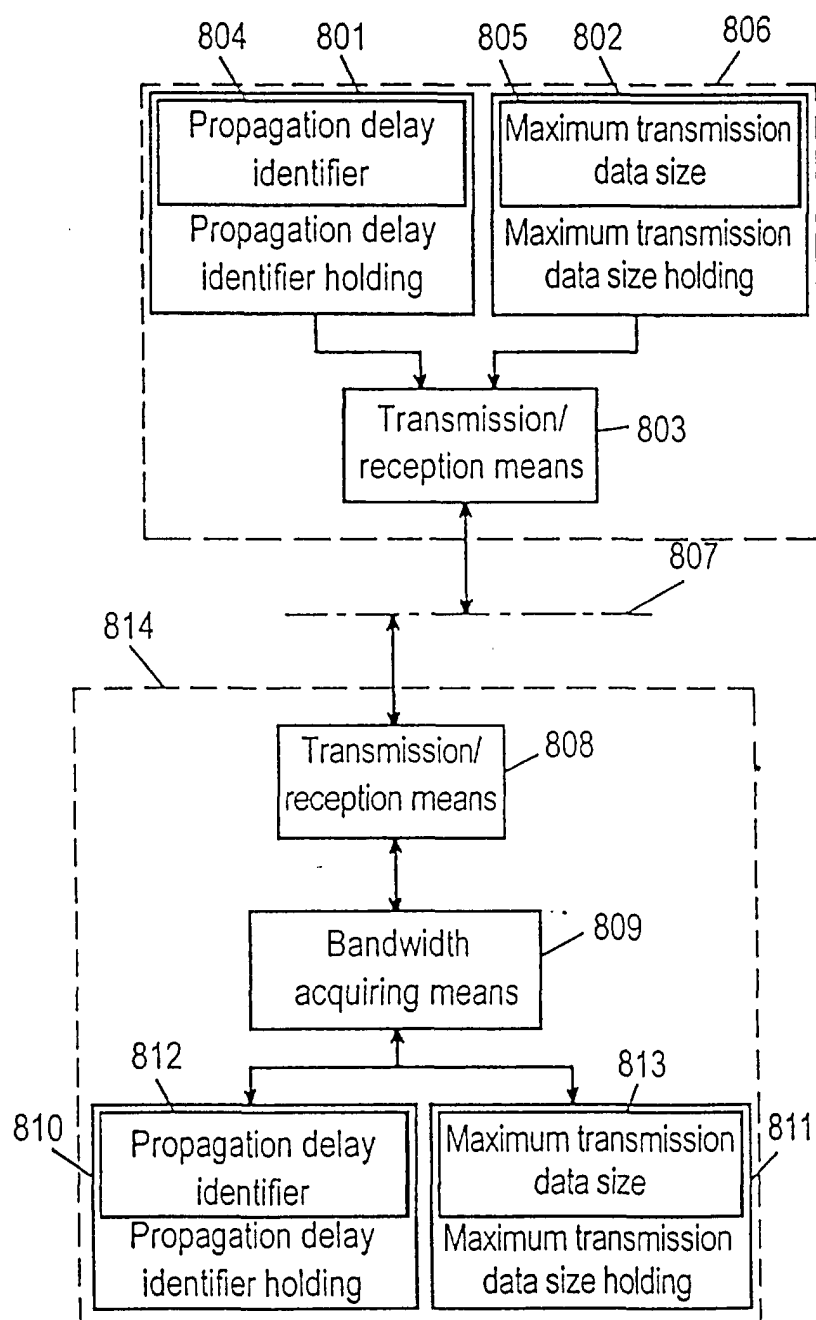 804 801 805 802 806
Propagation delay
identifier
Propagation delay
identifier holding
Maximum transmission
data size
Maximum transmission
data size holding
Transmission/
reception means
803
807
814
Transmission/
reception means
808
Bandwidth
acquiring means
809
812
813
810
Propagation delay
identifier
Propagation delay
identifier holding
Maximum transmission
data size
Maximum transmission
data size holding
811